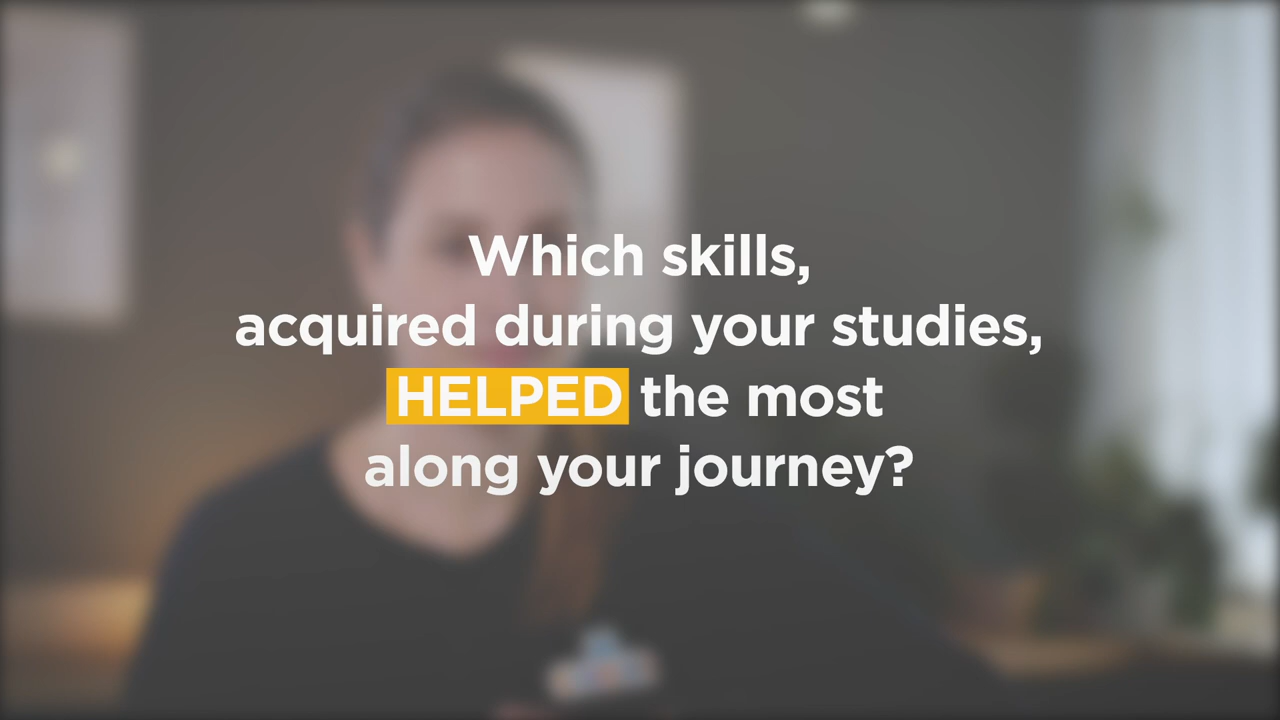 Which skills,
acquired during your studies,
HELPED the most
along your journey?